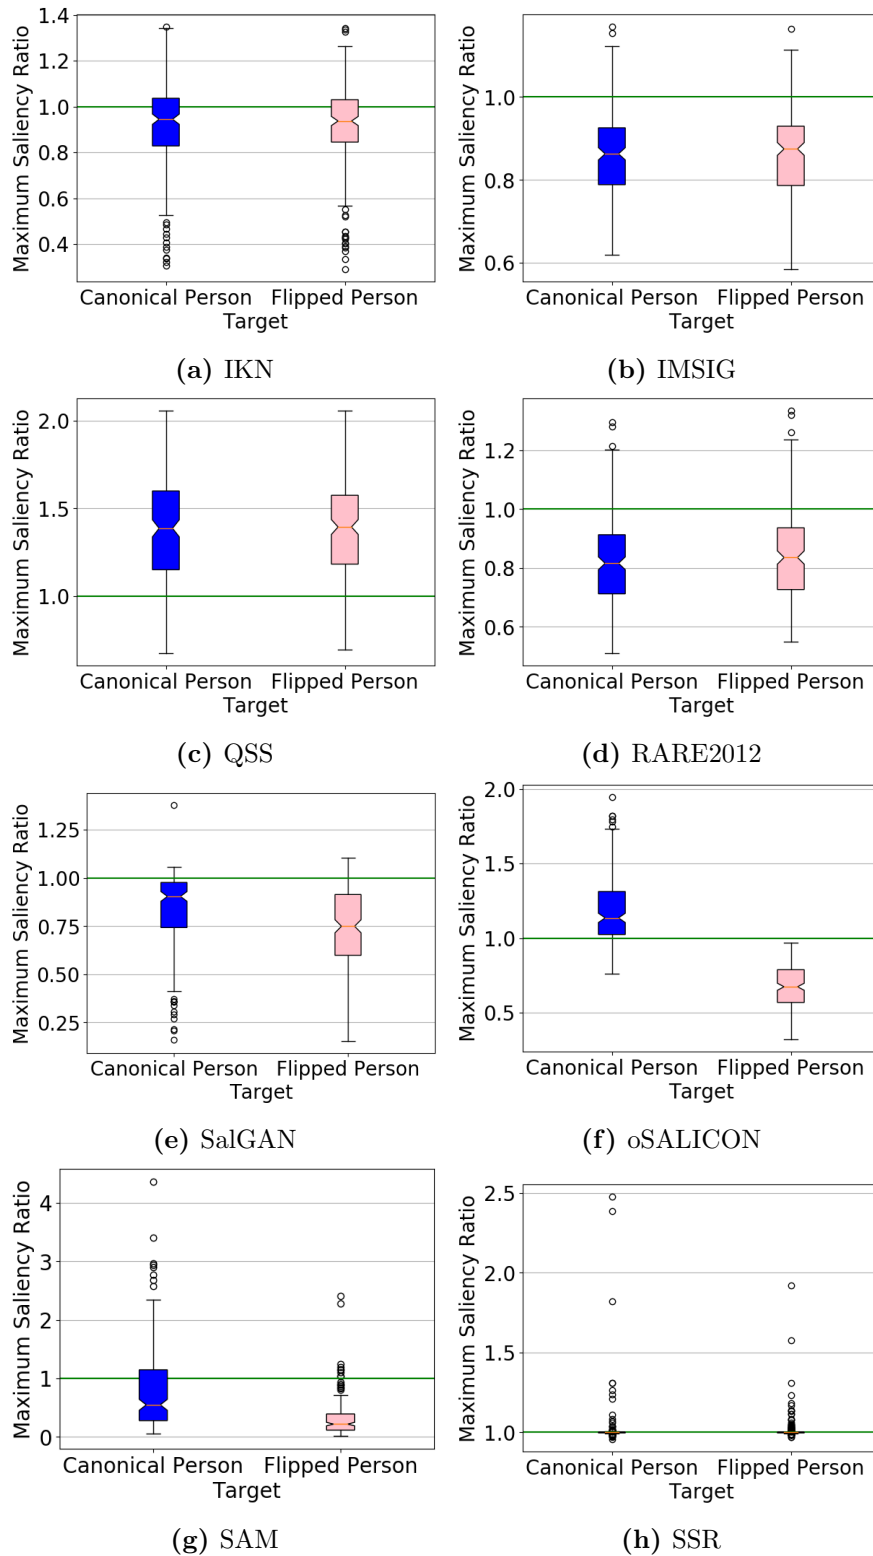 Maximum Saliency Ratio
1.4
1.2
1.0
0.8
0.6
0.4
Canonical Person Flipped Person
Target
(a) IKN
Maximum Saliency Ratio
1.0
0.8
0.6
Canonical Person Flipped Person
Target
(b) IMSIG
Maximum Saliency Ratio
2.0
1.5
1.0
Canonical Person Flipped Person
Target
(c) QSS
Maximum Saliency Ratio
1.2
1.0
0.8
0.6
Canonical Person Flipped Person
Target
(d) RARE2012
Maximum Saliency Ratio
1.25
1.00
0.75
0.50
0.25
Canonical Person Flipped Person
Target
(e) SalGAN
Maximum Saliency Ratio
2.0
1.5
1.0
0.5
Canonical Person Flipped Person
Target
(f) oSALICON
Maximum Saliency Ratio
4
3
2
1
0
Canonical Person Flipped Person
Target
(g) SAM
Maximum Saliency Ratio
2.5
2.0
1.5
1.0
Canonical Person Flipped Person
Target
(h) SSR